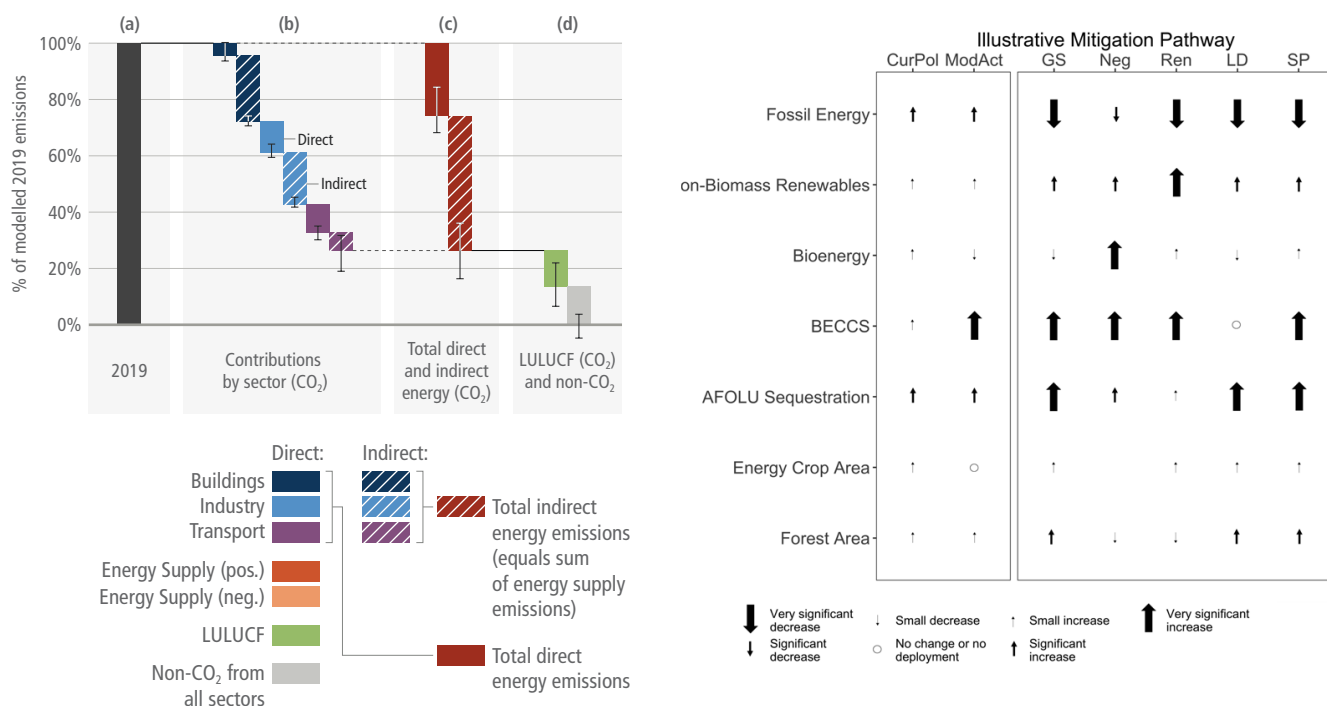 (a) (b) (c) (d)
100%
80%
60%
40%
20%
0%
% of modelled 2019 emissions
Direct
Indirect
2019
Contributions
by sector (CO₂)
Total direct
and indirect
energy (CO₂)
LULUCF (CO₂)
and non-CO₂
Direct: Indirect:
Buildings
Industry
Transport
Energy Supply (pos.)
Energy Supply (neg.)
LULUCF
Non-CO₂ from
all sectors
Total indirect
energy emissions
(equals sum
of energy supply
emissions)
Total direct
energy emissions
Illustrative Mitigation Pathway
CurPol ModAct GS Neg Ren LD SP
Fossil Energy
on-Biomass Renewables
Bioenergy
BECCS
AFOLU Sequestration
Energy Crop Area
Forest Area
Very significant
decrease
Small decrease
Small increase
Very significant
increase
Significant
decrease
No change or no
deployment
Significant
increase